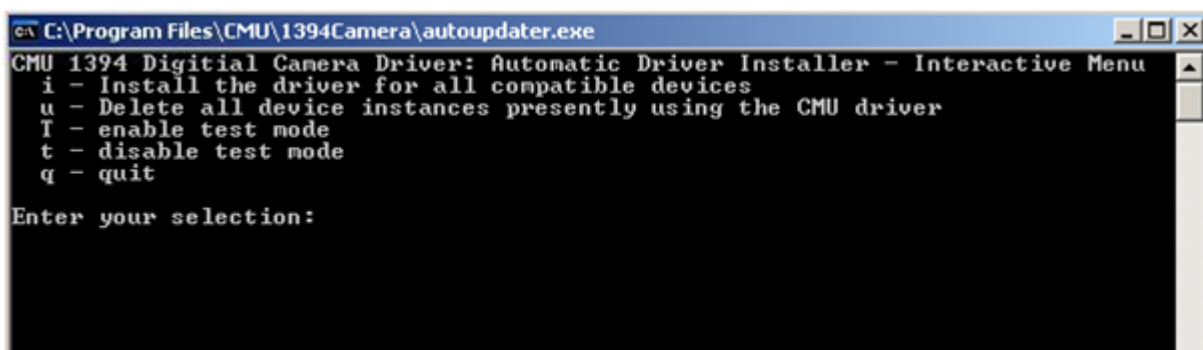 C:\Program Files\CMU\1394Camera\autoupdater.exe
CMU 1394 Digitial Camera Driver: Automatic Driver Installer - Interactive Menu
i - Install the driver for all compatible devices
u - Delete all device instances presently using the CMU driver
T - enable test mode
t - disable test mode
q - quit
Enter your selection: